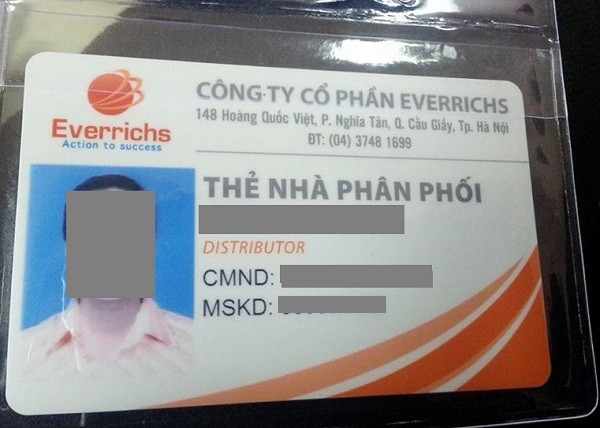 Everrichs
Action to success
CÔNG TY CỔ PHẦN EVERRICHS
148 Hoàng Quốc Việt, P. Nghĩa Tân, Q. Cầu Giấy, Tp. Hà Nội
ĐT: (04) 3748 1699
THẺ NHÀ PHÂN PHỐI
DISTRIBUTOR
CMND:
MSKD: